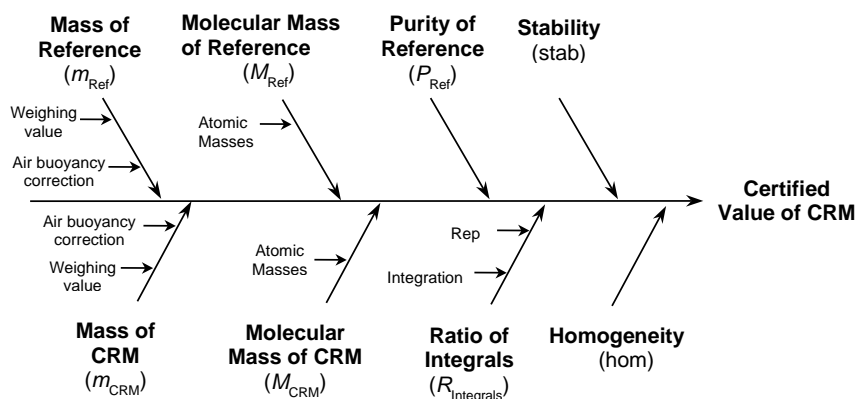 Mass of
Reference
(mRef)
Molecular Mass
of Reference
(MRef)
Purity of
Reference
(PRef)
Stability
(stab)
Weighing
value
Air buoyancy
correction
Atomic
Masses
Certified
Value of CRM
Air buoyancy
correction
Weighing
value
Atomic
Masses
Rep
Integration
Mass of
CRM
(mCRM)
Molecular
Mass of CRM
(MCRM)
Ratio of
Integrals
(RIntegrals)
Homogeneity
(hom)